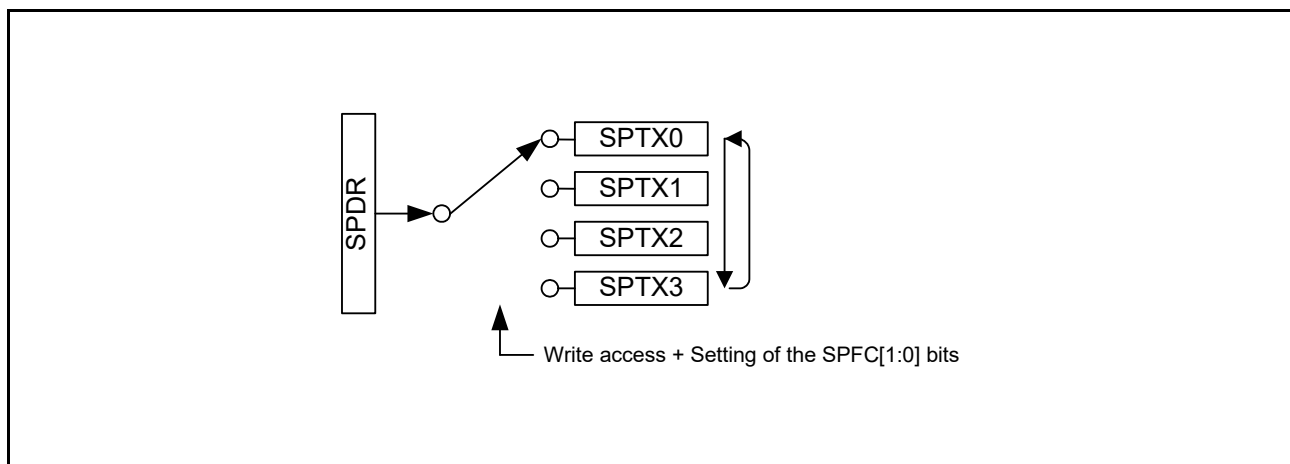 SPDR
SPTX0
SPTX1
SPTX2
SPTX3
Write access + Setting of the SPFC[1:0] bits